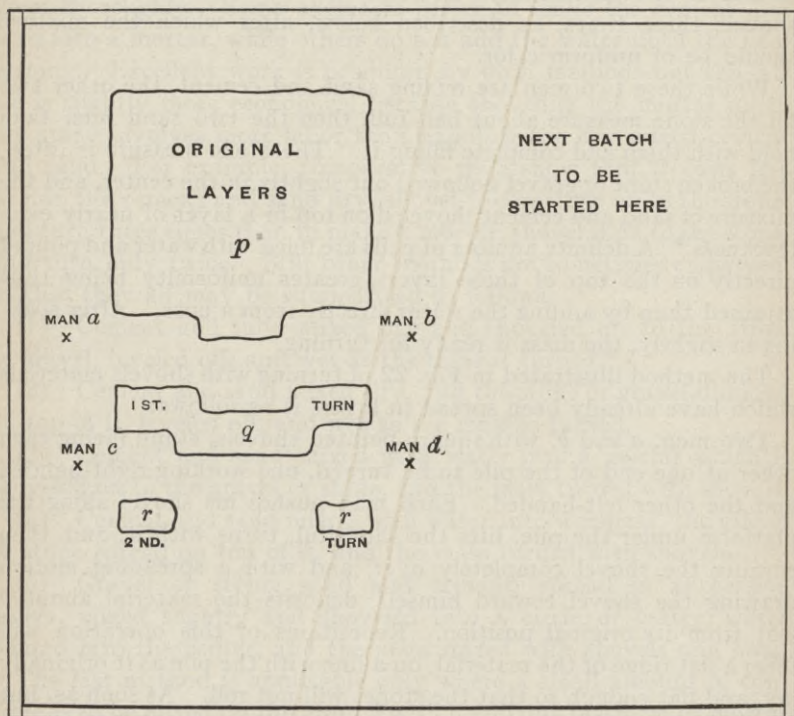 ORIGINAL
LAYERS
p
NEXT BATCH
TO BE
STARTED HERE
MAN a
x
MAN b
x
1 ST. TURN
q
MAN c
x
MAN d
x
r r
2 ND. TURN